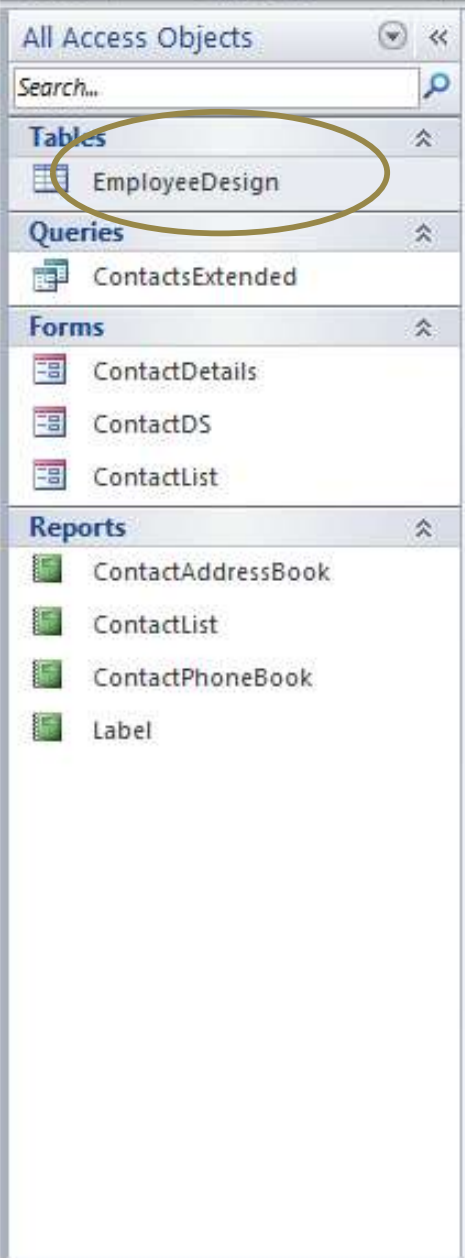 All Access Objects
Search...
Tables
EmployeeDesign
Queries
ContactsExtended
Forms
ContactDetails
ContactDS
ContactList
Reports
ContactAddressBook
ContactList
ContactPhoneBook
Label